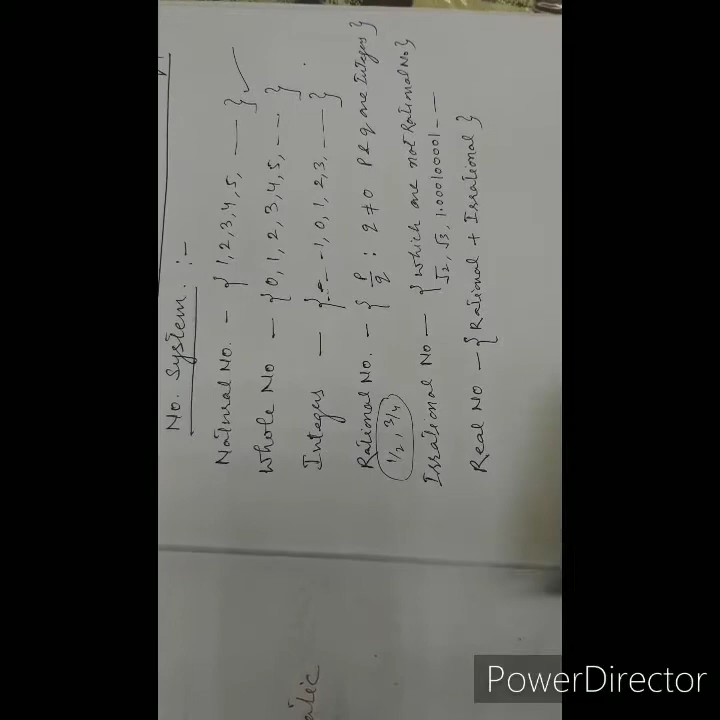 No. System :-
Natural No. - { 1, 2, 3, 4, 5, --- }
Whole No - { 0, 1, 2, 3, 4, 5, --- }
Integers - { --- -1, 0, 1, 2, 3, --- }
Rational No. - { p/q : q ≠ 0 p & q are Integers }
1/2, 3/4
Irrational No - { which are not Rational No }
√2, √3, 1.000100001 ---
Real No - { Rational + Irrational }
PowerDirector